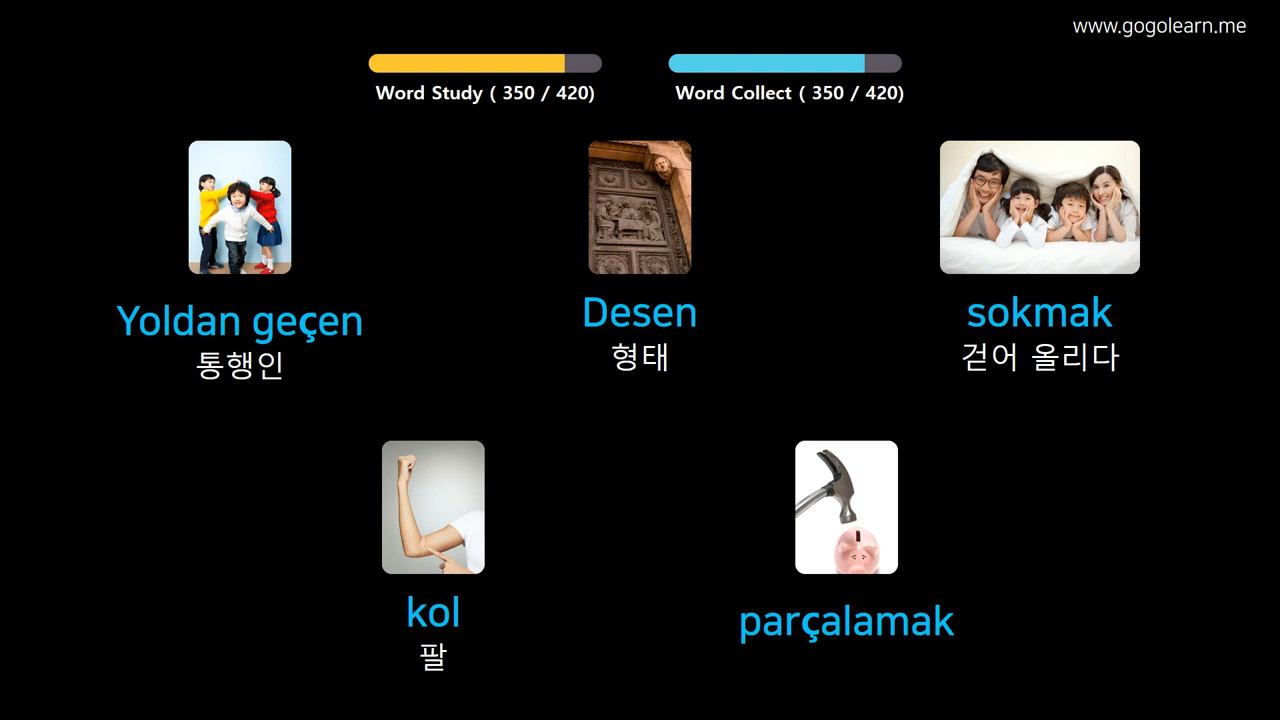 www.gogolearn.me
Word Study ( 350 / 420)
Word Collect ( 350 / 420)
Yoldan geçen
통행인
Desen
형태
sokmak
걷어 올리다
kol
팔
parçalamak